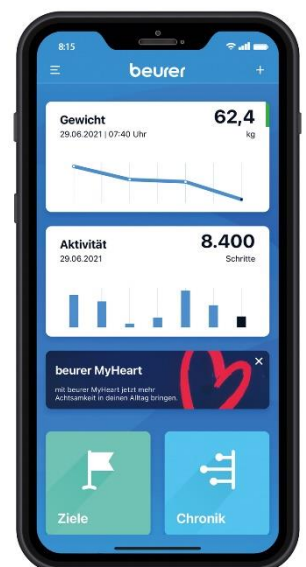 8:15
beurer
Gewicht
62,4
29.06.2021 | 07:40 Uhr
kg
Aktivität
8.400
29.06.2021
Schritte
beurer MyHeart
mit beurer MyHeart jetzt mehr
Achtsamkeit in deinen Alltag bringen.
Ziele
Chronik